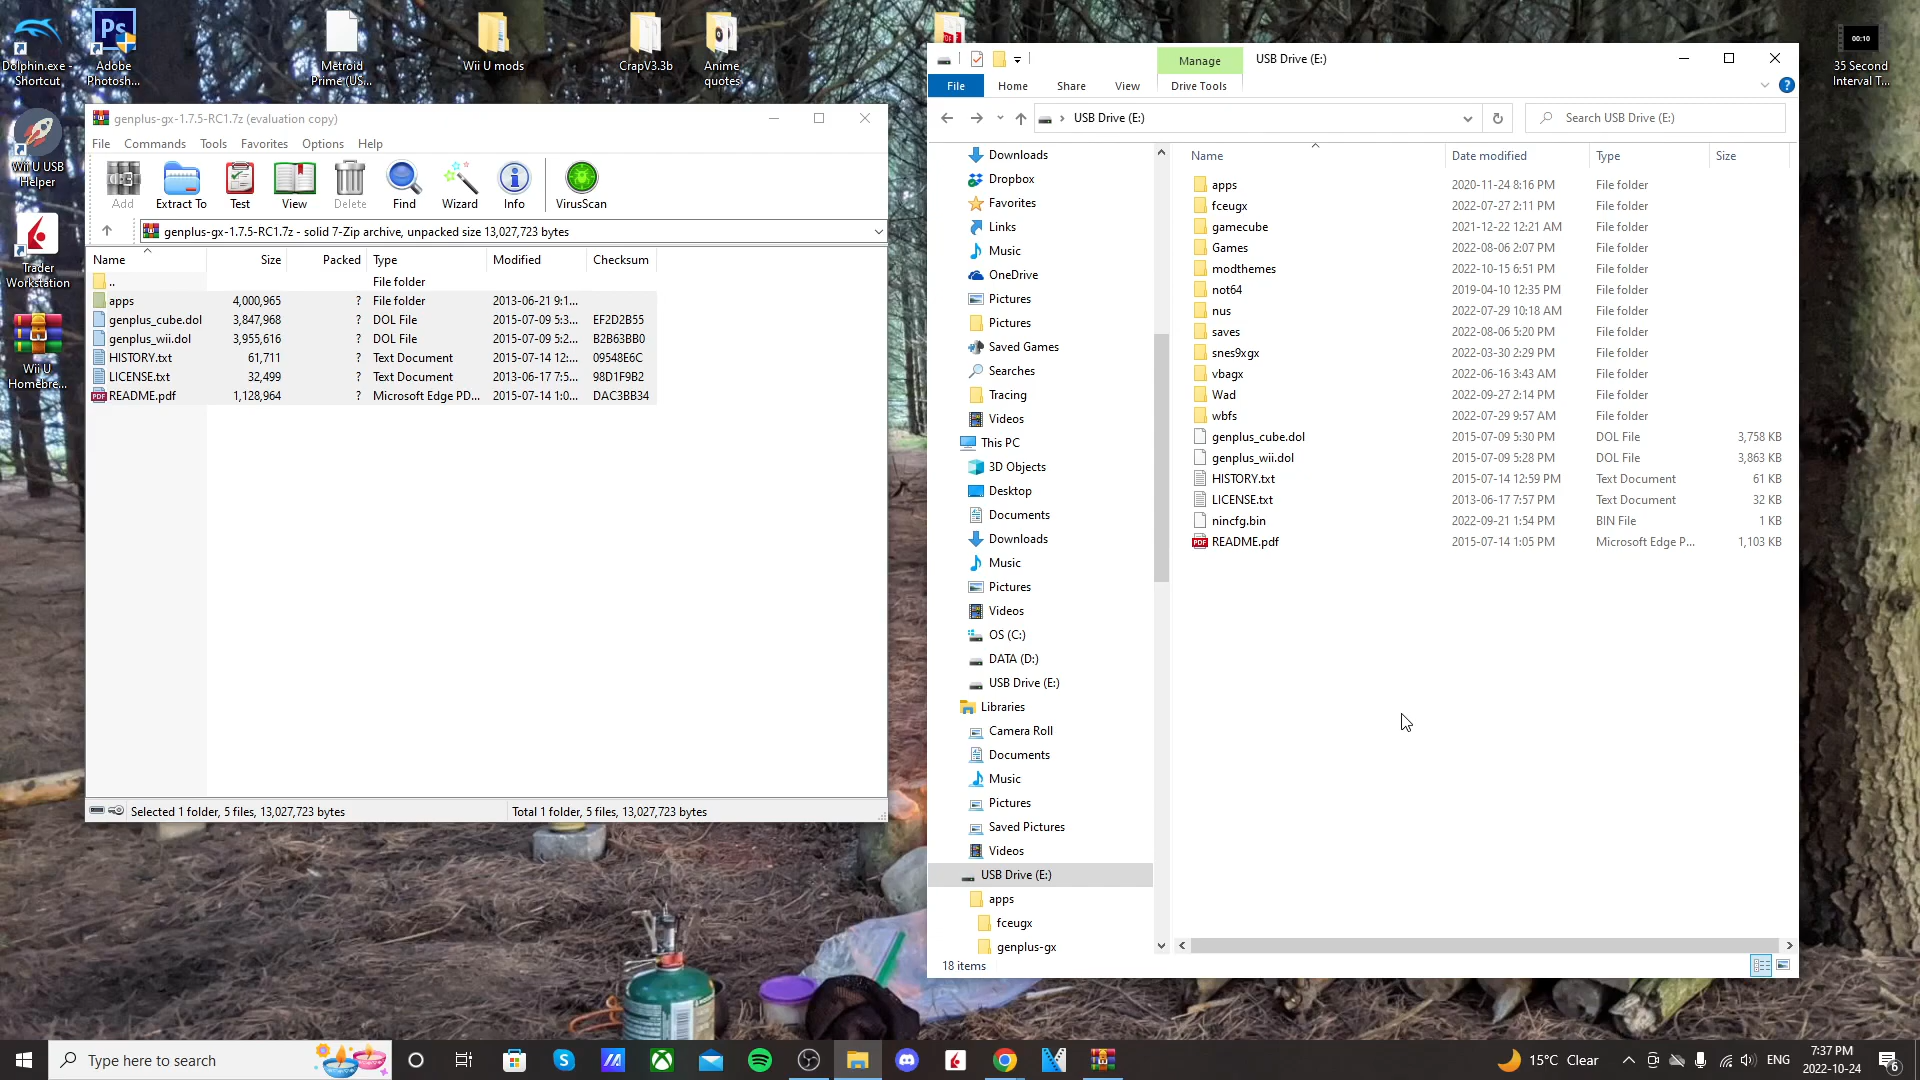 Dolphin.exe -
Shortcut
Adobe
Photosh...
Metroid
Prime (US...
Wii U mods
CrapV3.3b
Anime
quotes
00:10
35 Second
Interval T...
Wii U USB
Helper
Trader
Workstation
Wii U
Homebre...
genplus-gx-1.7.5-RC1.7z (evaluation copy)
File Commands Tools Favorites Options Help
Add Extract To Test View Delete Find Wizard Info VirusScan
genplus-gx-1.7.5-RC1.7z - solid 7-Zip archive, unpacked size 13,027,723 bytes
Name Size Packed Type Modified Checksum
.. File folder
apps 4,000,965 ? File folder 2013-06-21 9:1...
genplus_cube.dol 3,847,968 ? DOL File 2015-07-09 5:3... EF2D2B55
genplus_wii.dol 3,955,616 ? DOL File 2015-07-09 5:2... B2B63BB0
HISTORY.txt 61,711 ? Text Document 2015-07-14 12:... 09548E6C
LICENSE.txt 32,499 ? Text Document 2013-06-17 7:5... 98D1F9B2
README.pdf 1,128,964 ? Microsoft Edge PD... 2015-07-14 1:0... DAC3BB34
Selected 1 folder, 5 files, 13,027,723 bytes Total 1 folder, 5 files, 13,027,723 bytes
Manage USB Drive (E:)
File Home Share View Drive Tools
USB Drive (E:) Search USB Drive (E:)
Downloads
Dropbox
Favorites
Links
Music
OneDrive
Pictures
Pictures
Saved Games
Searches
Tracing
Videos
This PC
3D Objects
Desktop
Documents
Downloads
Music
Pictures
Videos
OS (C:)
DATA (D:)
USB Drive (E:)
Libraries
Camera Roll
Documents
Music
Pictures
Saved Pictures
Videos
USB Drive (E:)
apps
fceugx
genplus-gx
Name Date modified Type Size
apps 2020-11-24 8:16 PM File folder
fceugx 2022-07-27 2:11 PM File folder
gamecube 2021-12-22 12:21 AM File folder
Games 2022-08-06 2:07 PM File folder
modthemes 2022-10-15 6:51 PM File folder
not64 2019-04-10 12:35 PM File folder
nus 2022-07-29 10:18 AM File folder
saves 2022-08-06 5:20 PM File folder
snes9xgx 2022-03-30 2:29 PM File folder
vbagx 2022-06-16 3:43 AM File folder
Wad 2022-09-27 2:14 PM File folder
wbfs 2022-07-29 9:57 AM File folder
genplus_cube.dol 2015-07-09 5:30 PM DOL File 3,758 KB
genplus_wii.dol 2015-07-09 5:28 PM DOL File 3,863 KB
HISTORY.txt 2015-07-14 12:59 PM Text Document 61 KB
LICENSE.txt 2013-06-17 7:57 PM Text Document 32 KB
nincfg.bin 2022-09-21 1:54 PM BIN File 1 KB
README.pdf 2015-07-14 1:05 PM Microsoft Edge P... 1,103 KB
18 items
Type here to search
15°C Clear
ENG
7:37 PM
2022-10-24
6